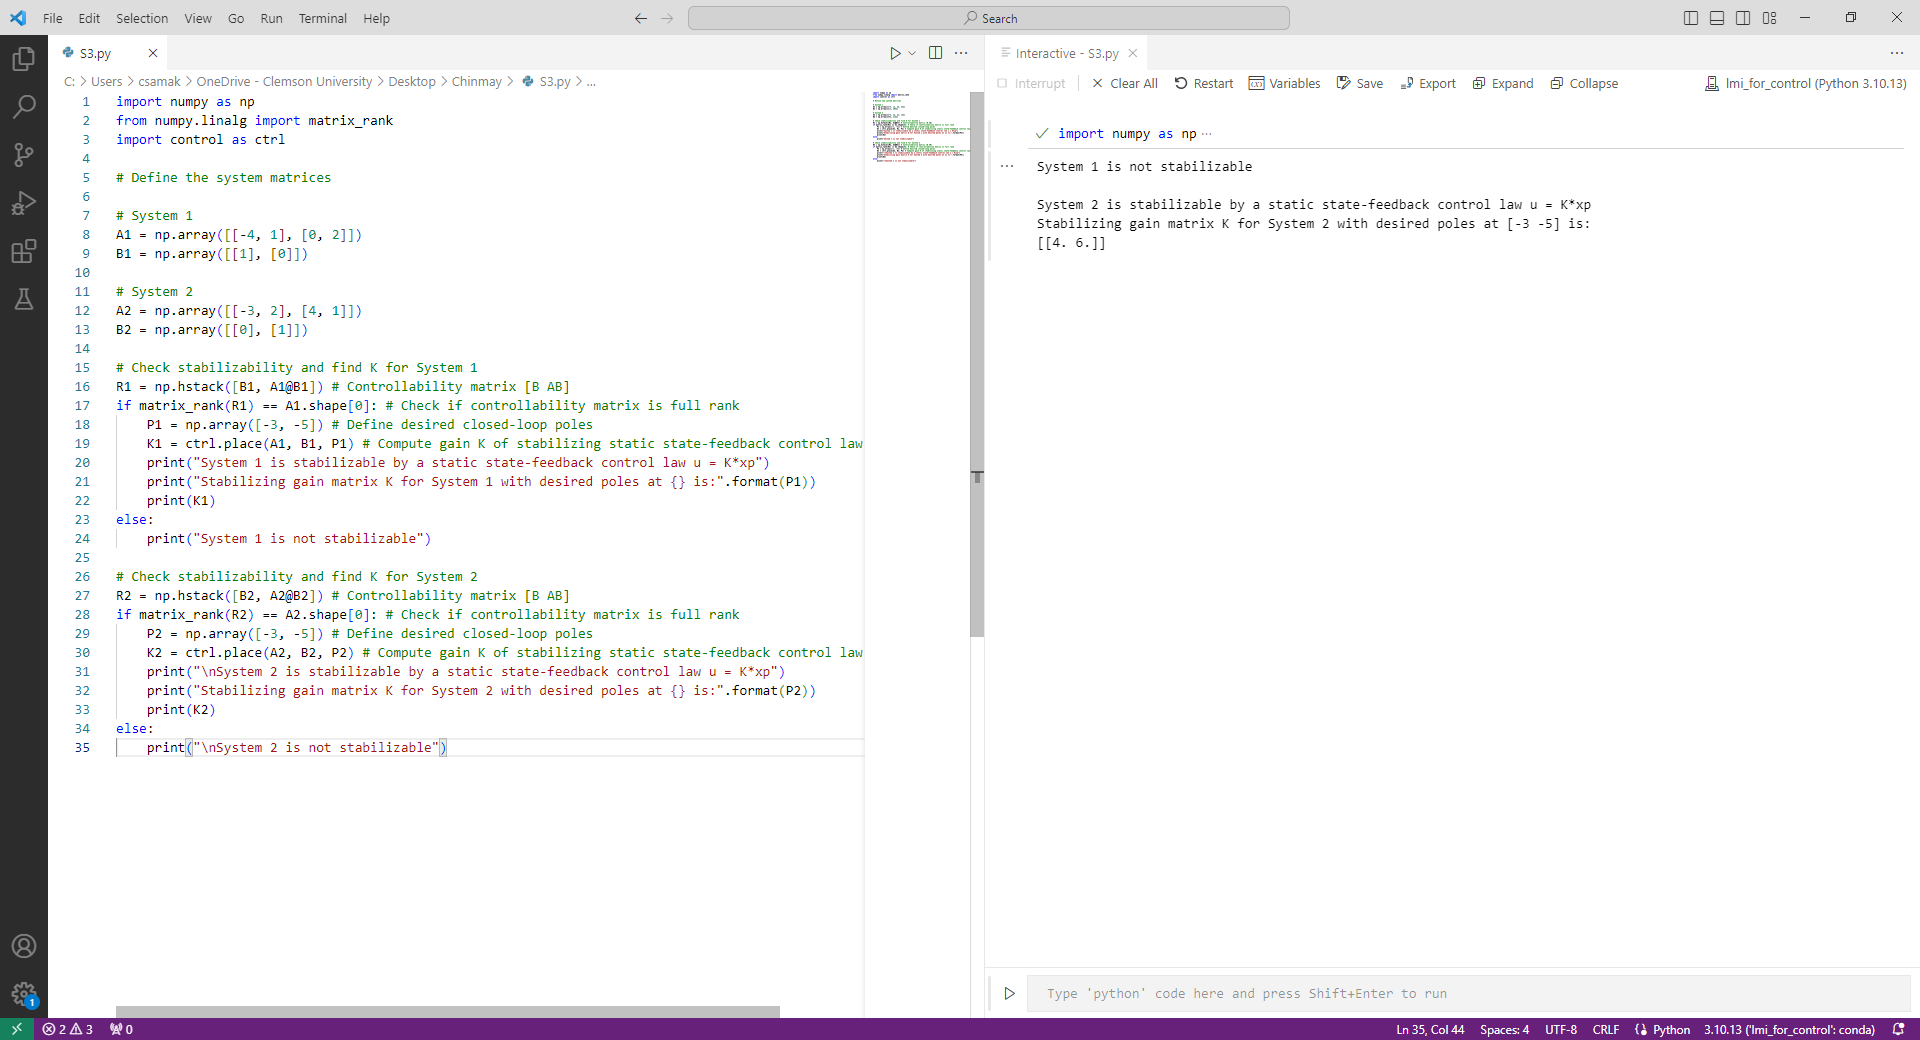 File Edit Selection View Go Run Terminal Help
Search
S3.py
C: > Users > csamak > OneDrive - Clemson University > Desktop > Chinmay > S3.py > ...
1 import numpy as np
2 from numpy.linalg import matrix_rank
3 import control as ctrl
4
5 # Define the system matrices
6
7 # System 1
8 A1 = np.array([[-4, 1], [0, 2]])
9 B1 = np.array([[1], [0]])
10
11 # System 2
12 A2 = np.array([[-3, 2], [4, 1]])
13 B2 = np.array([[0], [1]])
14
15 # Check stabilizability and find K for System 1
16 R1 = np.hstack([B1, A1@B1]) # Controllability matrix [B AB]
17 if matrix_rank(R1) == A1.shape[0]: # Check if controllability matrix is full rank
18     P1 = np.array([-3, -5]) # Define desired closed-loop poles
19     K1 = ctrl.place(A1, B1, P1) # Compute gain K of stabilizing static state-feedback control law
20     print("System 1 is stabilizable by a static state-feedback control law u = K*xp")
21     print("Stabilizing gain matrix K for System 1 with desired poles at {} is:".format(P1))
22     print(K1)
23 else:
24     print("System 1 is not stabilizable")
25
26 # Check stabilizability and find K for System 2
27 R2 = np.hstack([B2, A2@B2]) # Controllability matrix [B AB]
28 if matrix_rank(R2) == A2.shape[0]: # Check if controllability matrix is full rank
29     P2 = np.array([-3, -5]) # Define desired closed-loop poles
30     K2 = ctrl.place(A2, B2, P2) # Compute gain K of stabilizing static state-feedback control law
31     print("\nSystem 2 is stabilizable by a static state-feedback control law u = K*xp")
32     print("Stabilizing gain matrix K for System 2 with desired poles at {} is:".format(P2))
33     print(K2)
34 else:
35     print("\nSystem 2 is not stabilizable")
Interactive - S3.py
Interrupt Clear All Restart Variables Save Export Expand Collapse lmi_for_control (Python 3.10.13)
import numpy as np ...
System 1 is not stabilizable
System 2 is stabilizable by a static state-feedback control law u = K*xp
Stabilizing gain matrix K for System 2 with desired poles at [-3 -5] is:
[[4. 6.]]
Type 'python' code here and press Shift+Enter to run
1
2 3 0 Ln 35, Col 44 Spaces: 4 UTF-8 CRLF Python 3.10.13 ('lmi_for_control': conda)